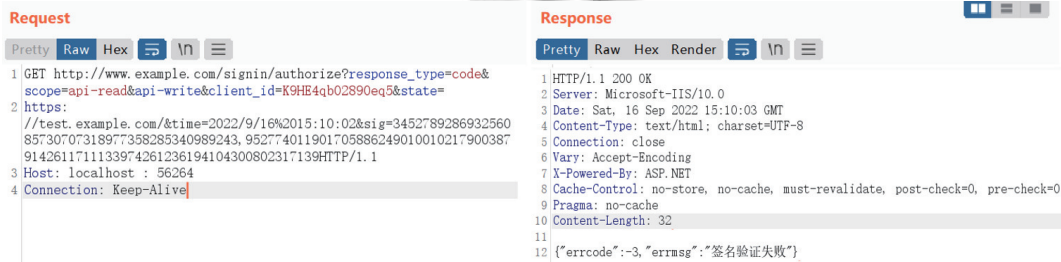 Request
Pretty Raw Hex \n
1 GET http://www.example.com/signin/authorize?response_type=code&
scope=api-read&api-write&client_id=K9HE4qb02890eq5&state=
2 https:
//test.example.com/&time=2022/9/16%2015:10:02&sig=3452789286932560
857307073189773582853409892​43,952774011901705886249010010217900387
914261171113397426123619410430080231​7139HTTP/1.1
3 Host: localhost : 56264
4 Connection: Keep-Alive
Response
Pretty Raw Hex Render \n
1 HTTP/1.1 200 OK
2 Server: Microsoft-IIS/10.0
3 Date: Sat, 16 Sep 2022 15:10:03 GMT
4 Content-Type: text/html; charset=UTF-8
5 Connection: close
6 Vary: Accept-Encoding
7 X-Powered-By: ASP.NET
8 Cache-Control: no-store, no-cache, must-revalidate, post-check=0, pre-check=0
9 Pragma: no-cache
10 Content-Length: 32
11
12 {"errcode":-3,"errmsg":"签名验证失败"}